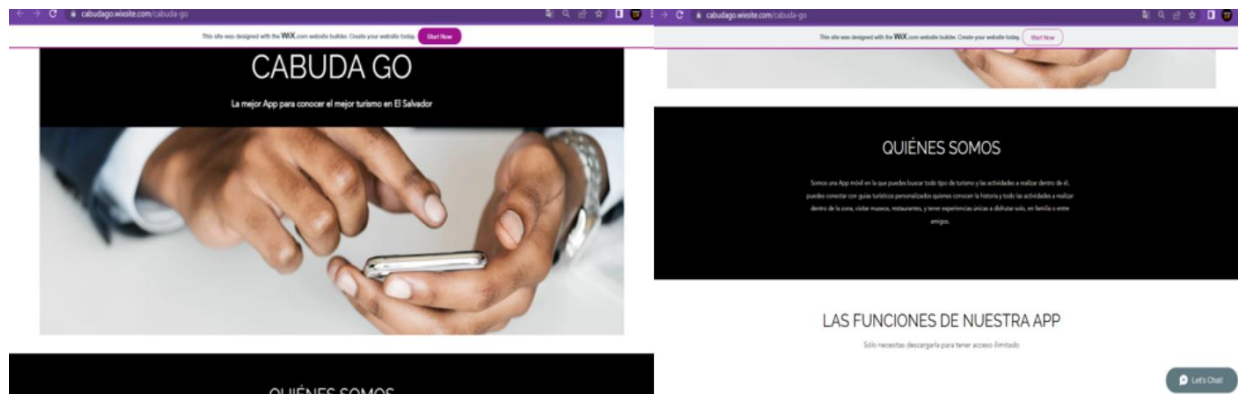 cabudago.wixsite.com/cabuda-go
This site was designed with the WiX.com website builder. Create your website today. Start Now
CABUDA GO
La mejor App para conocer el mejor turismo en El Salvador
QUIÉNES SOMOS
cabudago.wixsite.com/cabuda-go
This site was designed with the WiX.com website builder. Create your website today. Start Now
QUIÉNES SOMOS
Somos una App móvil en la que puedes buscar todo tipo de turismo y las actividades a realizar dentro de él,
puedes conectar con guías turísticos personalizados quienes conocen la historia y todo las actividades a realizar
dentro de la zona, visitar museos, restaurantes, y tener experiencias únicas a disfrutar solo, en familia o entre
amigos.
LAS FUNCIONES DE NUESTRA APP
Sólo necesitas descargarla para tener acceso ilimitado
Let's Chat!